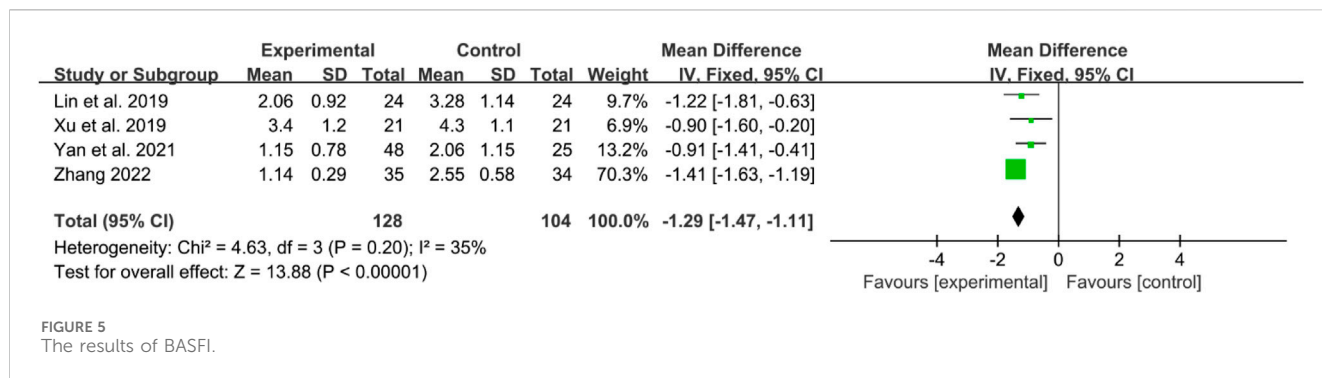 Experimental Control Mean Difference Mean Difference
Study or Subgroup Mean SD Total Mean SD Total Weight IV, Fixed, 95% CI IV, Fixed, 95% CI
Lin et al. 2019 2.06 0.92 24 3.28 1.14 24 9.7% -1.22 [-1.81, -0.63]
Xu et al. 2019 3.4 1.2 21 4.3 1.1 21 6.9% -0.90 [-1.60, -0.20]
Yan et al. 2021 1.15 0.78 48 2.06 1.15 25 13.2% -0.91 [-1.41, -0.41]
Zhang 2022 1.14 0.29 35 2.55 0.58 34 70.3% -1.41 [-1.63, -1.19]
Total (95% CI) 128 104 100.0% -1.29 [-1.47, -1.11]
Heterogeneity: Chi² = 4.63, df = 3 (P = 0.20); I² = 35%
Test for overall effect: Z = 13.88 (P < 0.00001)
-4 -2 0 2 4
Favours [experimental] Favours [control]
FIGURE 5
The results of BASFI.